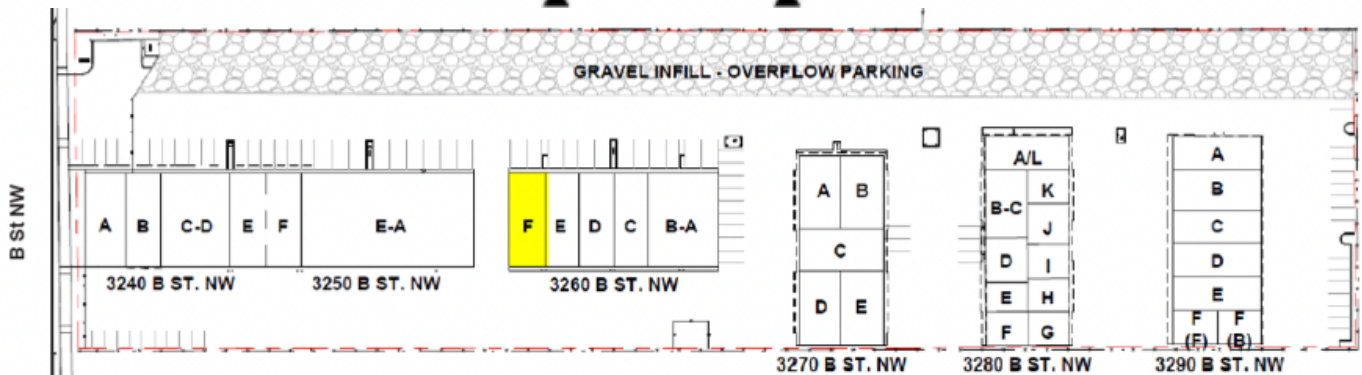 GRAVEL INFILL - OVERFLOW PARKING
B St NW
A B C-D E F E-A
3240 B ST. NW 3250 B ST. NW
F E D C B-A
3260 B ST. NW
A B
C
D E
3270 B ST. NW
A/L
B-C K
J
D I
E H
F G
3280 B ST. NW
A
B
C
D
E
F F
(F) (B)
3290 B ST. NW